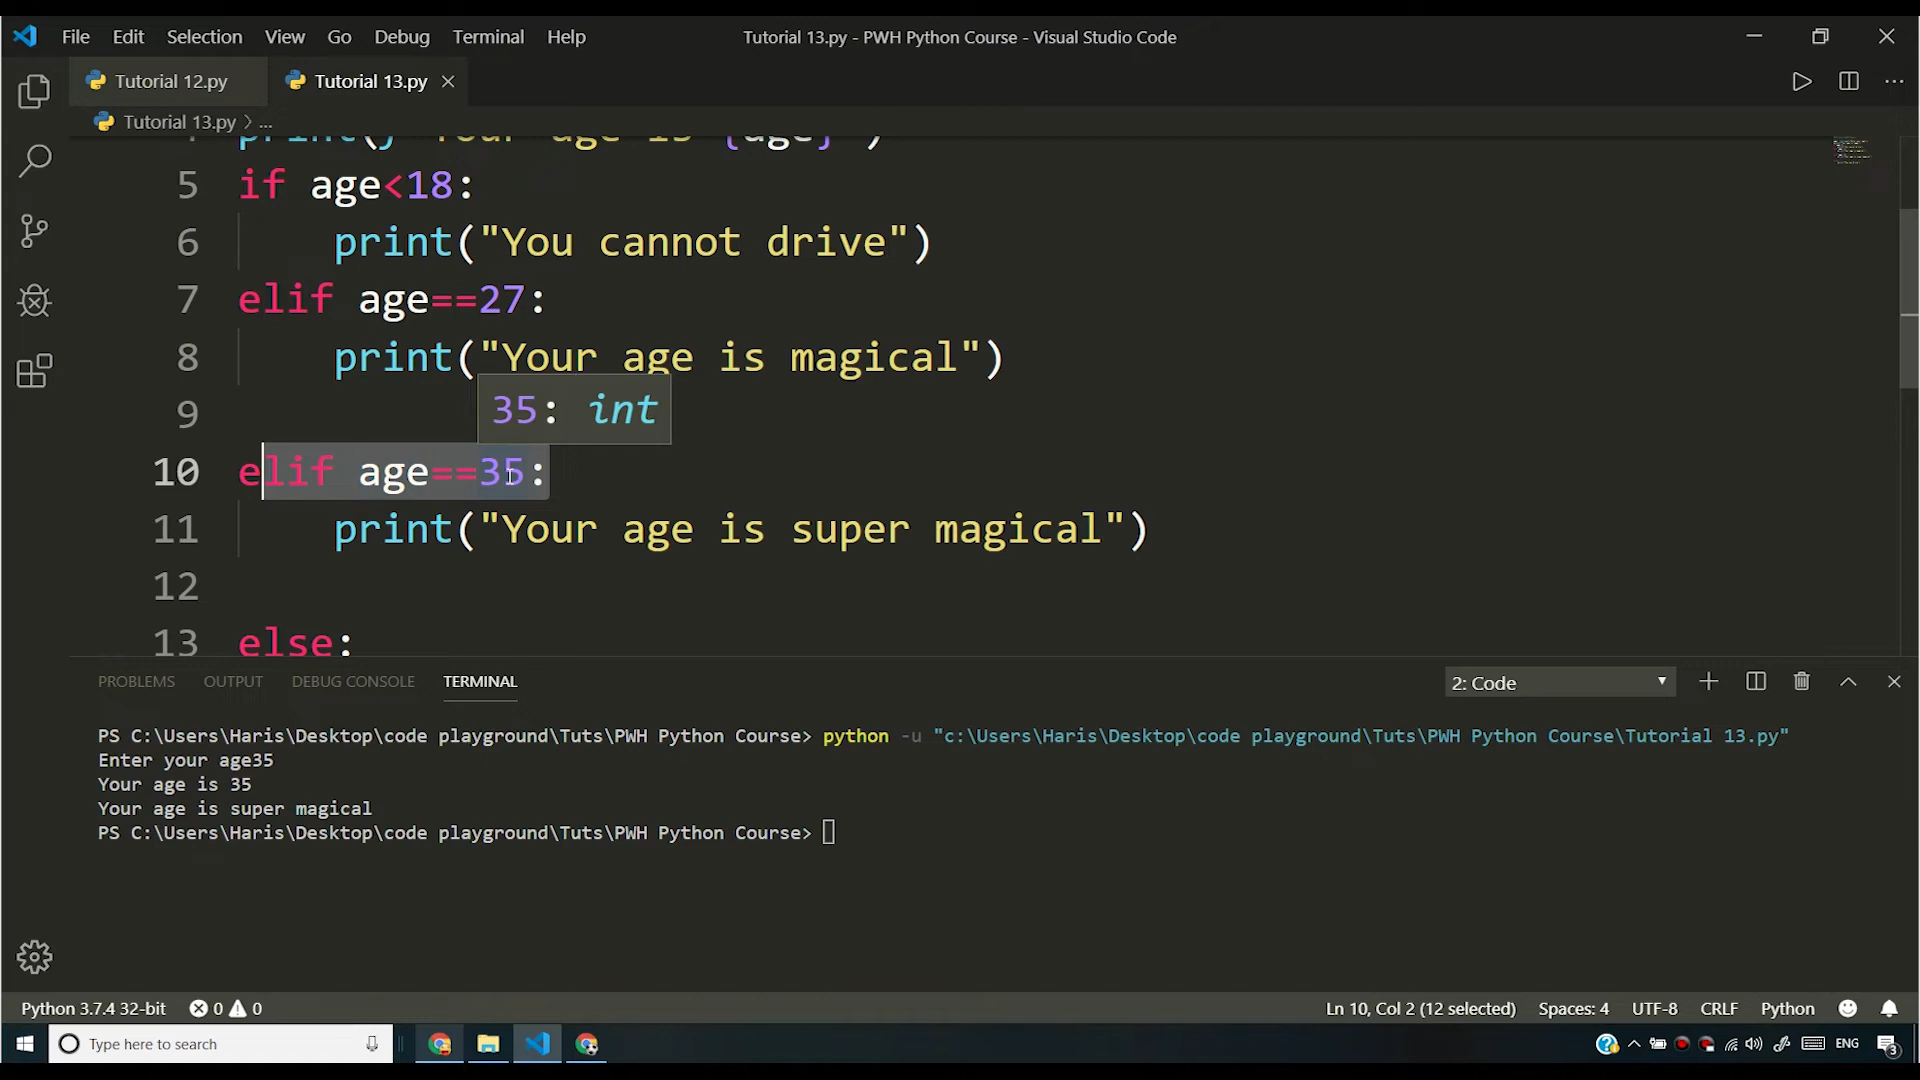 File Edit Selection View Go Debug Terminal Help
Tutorial 13.py - PWH Python Course - Visual Studio Code
Tutorial 12.py
Tutorial 13.py
Tutorial 13.py > ...
print(f"Your age is {age}")
5 if age<18:
6 print("You cannot drive")
7 elif age==27:
8 print("Your age is magical")
35: int
9
10 elif age==35:
11 print("Your age is super magical")
12
13 else:
PROBLEMS OUTPUT DEBUG CONSOLE TERMINAL
2: Code
PS C:\Users\Haris\Desktop\code playground\Tuts\PWH Python Course> python -u "c:\Users\Haris\Desktop\code playground\Tuts\PWH Python Course\Tutorial 13.py"
Enter your age35
Your age is 35
Your age is super magical
PS C:\Users\Haris\Desktop\code playground\Tuts\PWH Python Course>
Python 3.7.4 32-bit 0 0
Ln 10, Col 2 (12 selected) Spaces: 4 UTF-8 CRLF Python
Type here to search
ENG
3